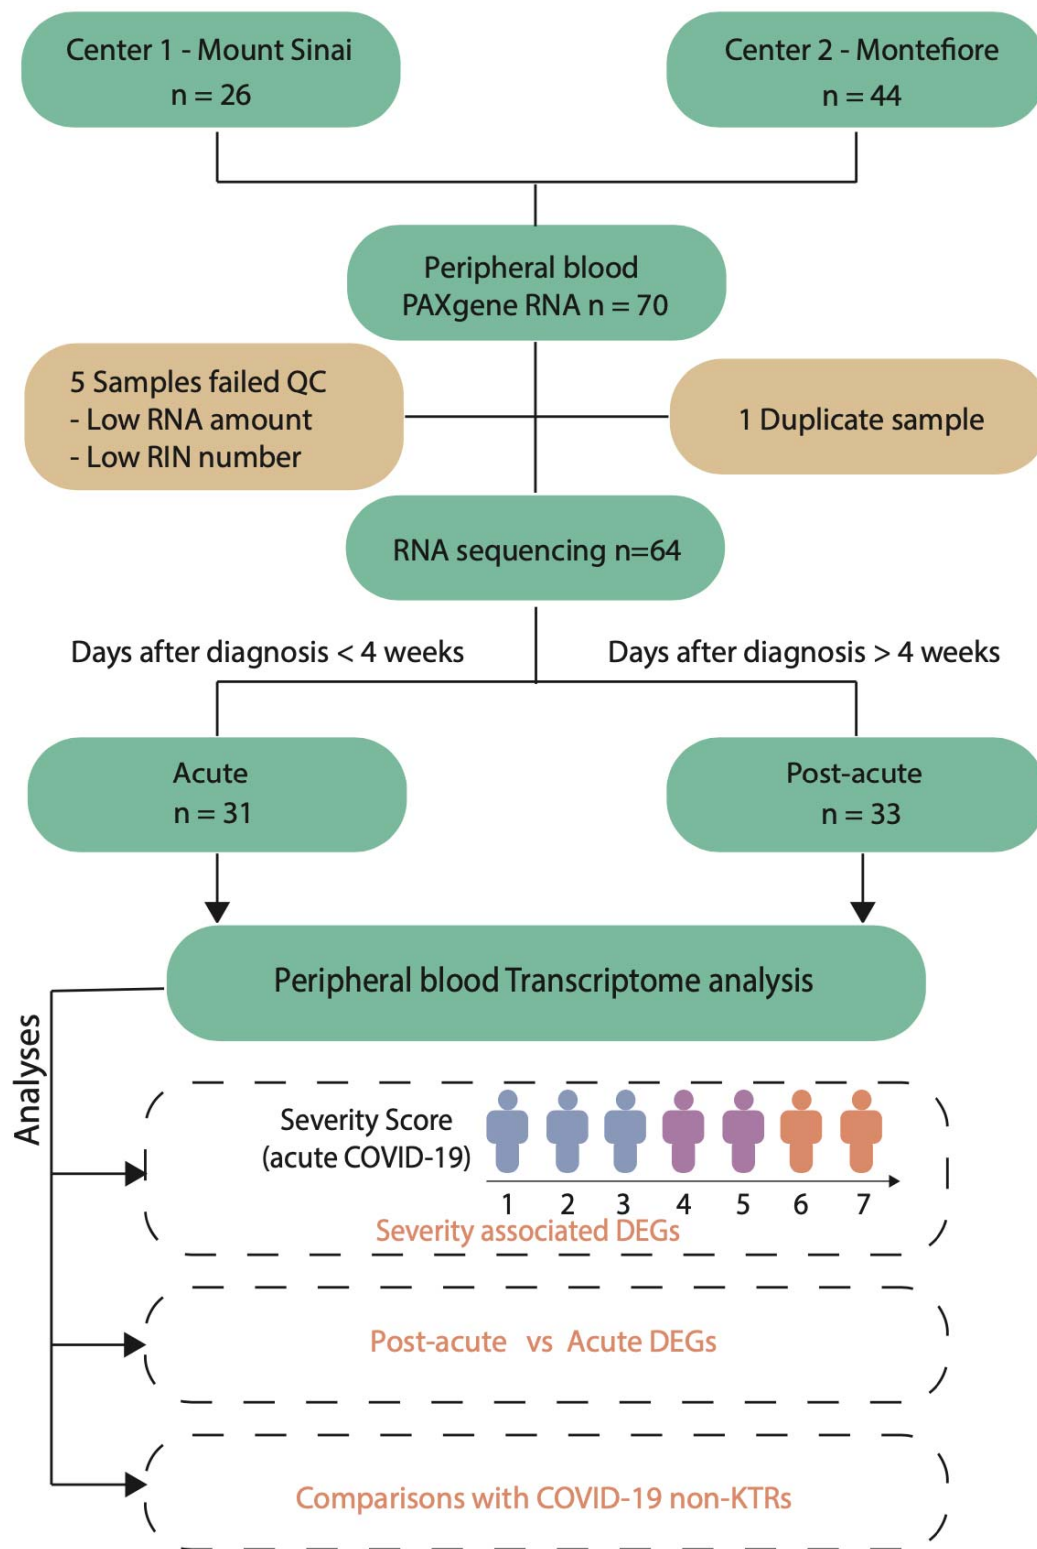 Center 1 - Mount Sinai
n = 26
Center 2 - Montefiore
n = 44
Peripheral blood
PAXgene RNA n = 70
5 Samples failed QC
- Low RNA amount
- Low RIN number
1 Duplicate sample
RNA sequencing n=64
Days after diagnosis < 4 weeks
Days after diagnosis > 4 weeks
Acute
n = 31
Post-acute
n = 33
Peripheral blood Transcriptome analysis
Analyses
Severity Score
(acute COVID-19)
1 2 3 4 5 6 7
Severity associated DEGs
Post-acute vs Acute DEGs
Comparisons with COVID-19 non-KTRs